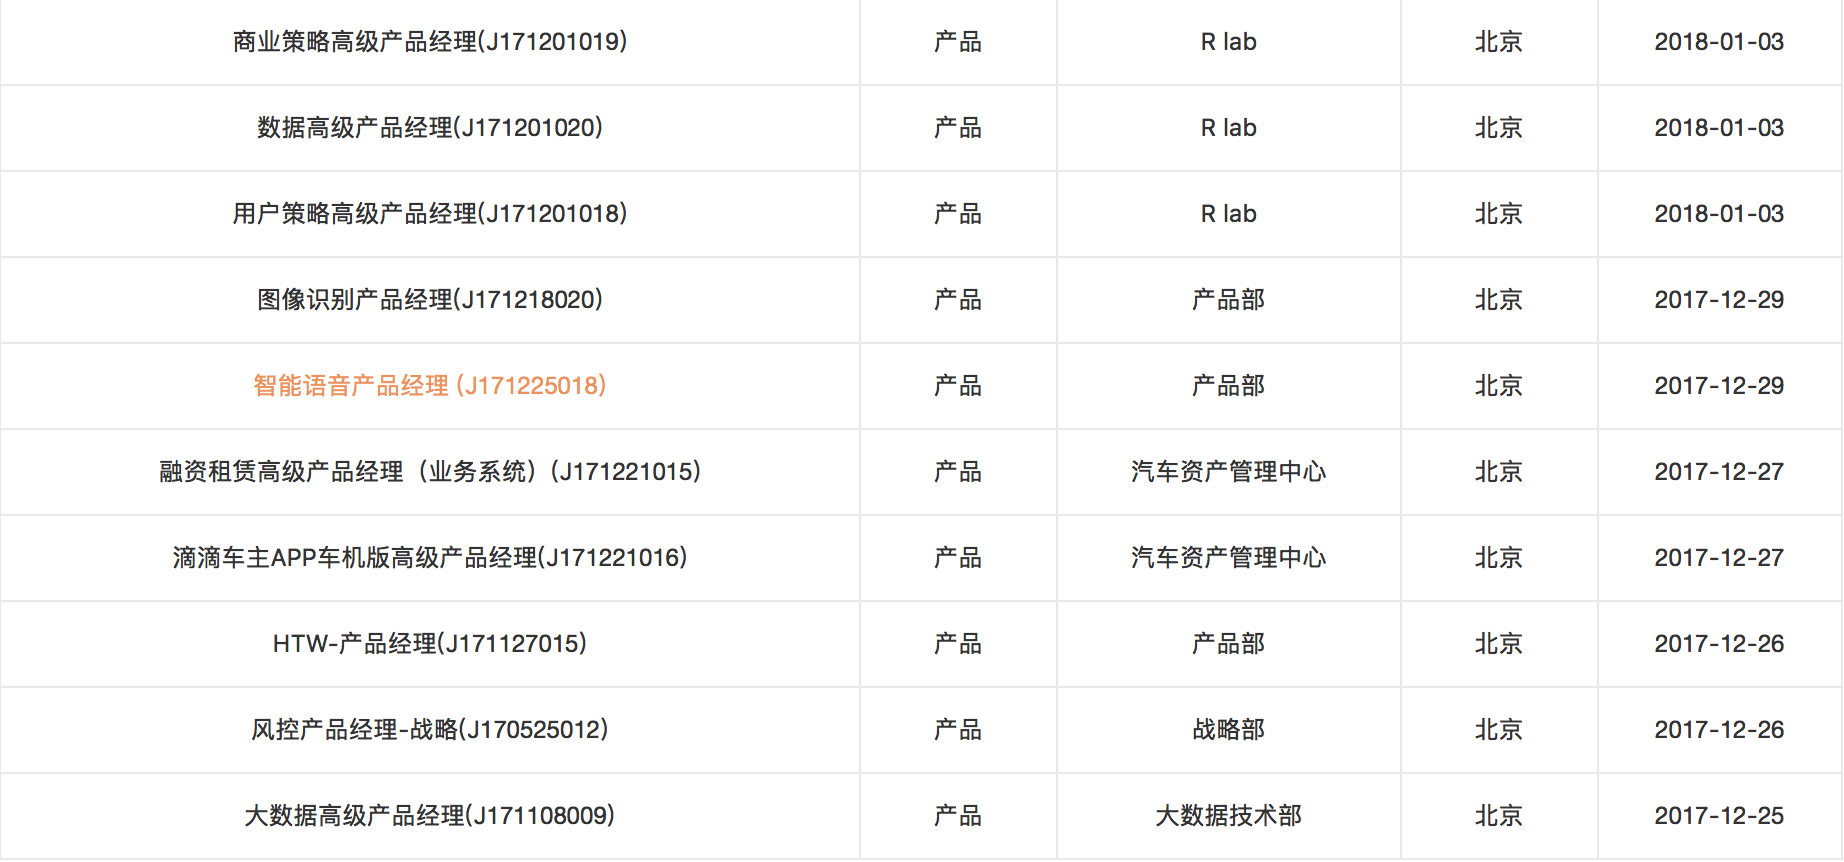 商业策略高级产品经理(J171201019) 产品 R lab 北京 2018-01-03
数据高级产品经理(J171201020) 产品 R lab 北京 2018-01-03
用户策略高级产品经理(J171201018) 产品 R lab 北京 2018-01-03
图像识别产品经理(J171218020) 产品 产品部 北京 2017-12-29
智能语音产品经理 (J171225018) 产品 产品部 北京 2017-12-29
融资租赁高级产品经理（业务系统）(J171221015) 产品 汽车资产管理中心 北京 2017-12-27
滴滴车主APP车机版高级产品经理(J171221016) 产品 汽车资产管理中心 北京 2017-12-27
HTW-产品经理(J171127015) 产品 产品部 北京 2017-12-26
风控产品经理-战略(J170525012) 产品 战略部 北京 2017-12-26
大数据高级产品经理(J171108009) 产品 大数据技术部 北京 2017-12-25